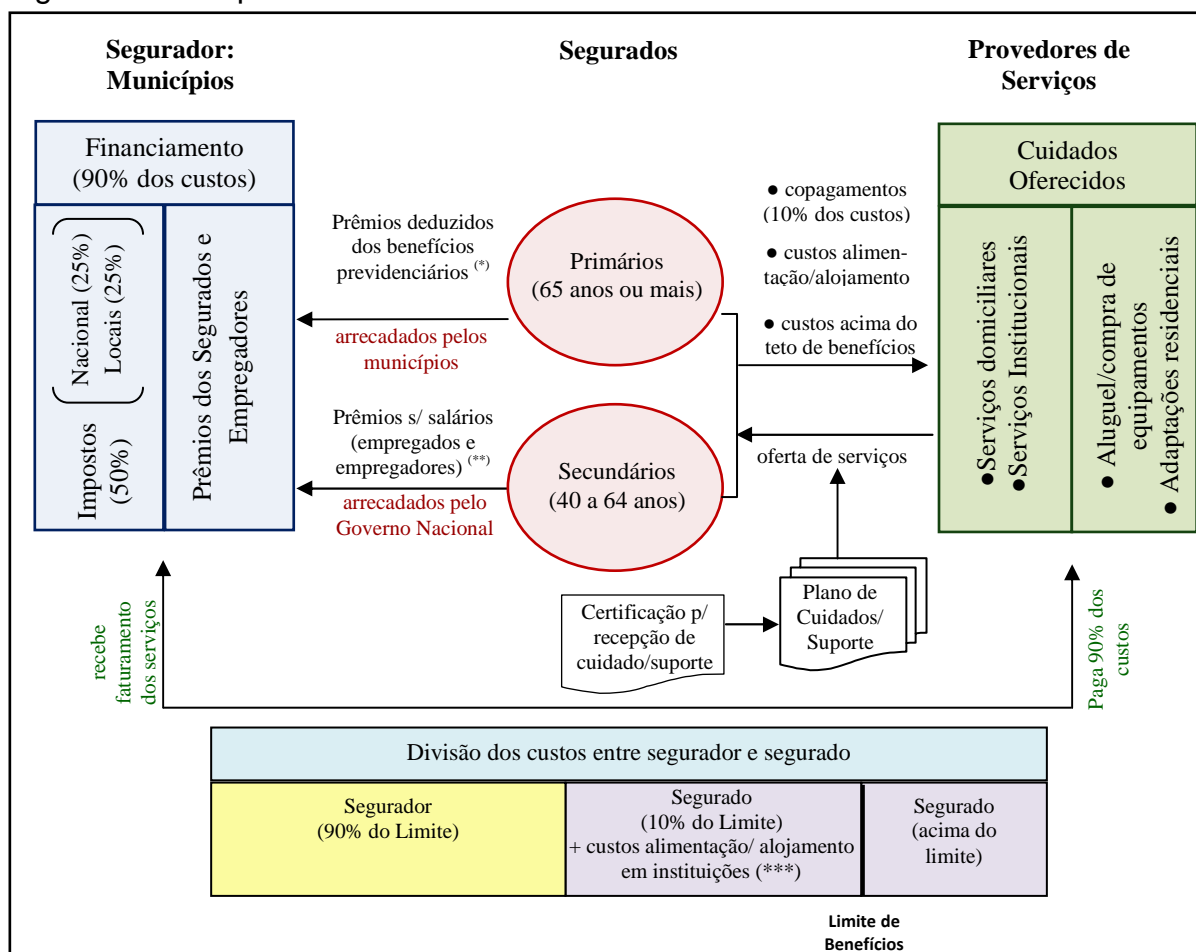 Segurador:
Municípios
Segurados
Provedores de
Serviço
Financiamento
(90% dos custos)
Impostos
(50%)
Nacional (25%)
Locais (25%)
Prêmios dos Segurados e
Empregadores
Prêmios deduzidos
dos benefícios
previdenciários (*)
arrecadados pelos
municípios
Prêmios s/ salários
(empregados e
empregadores) (**)
arrecadados pelo
Governo Nacional
Primários
(65 anos ou mais)
Secundários
(40 a 64 anos)
● copagamentos
(10% dos custos)
● custos alimen-
tação/alojamento
● custos acima do
teto de benefícios
oferta de serviços
Cuidados
Oferecidos
●Serviços domiciliares
●Serviços Institucionais
● Aluguel/compra de
equipamentos
● Adaptações residenciais
Certificação p/
recepção de
cuidado/suporte
Plano de
Cuidados/
Suporte
recebe
faturamento
dos serviços
Paga 90% dos
custos
Divisão dos custos entre segurador e segurado
Segurador
(90% do Limite)
Segurado
(10% do Limite)
+ custos alimentação/ alojamento
em instituições (***)
Segurado
(acima do
limite)
Limite de
Benefícios